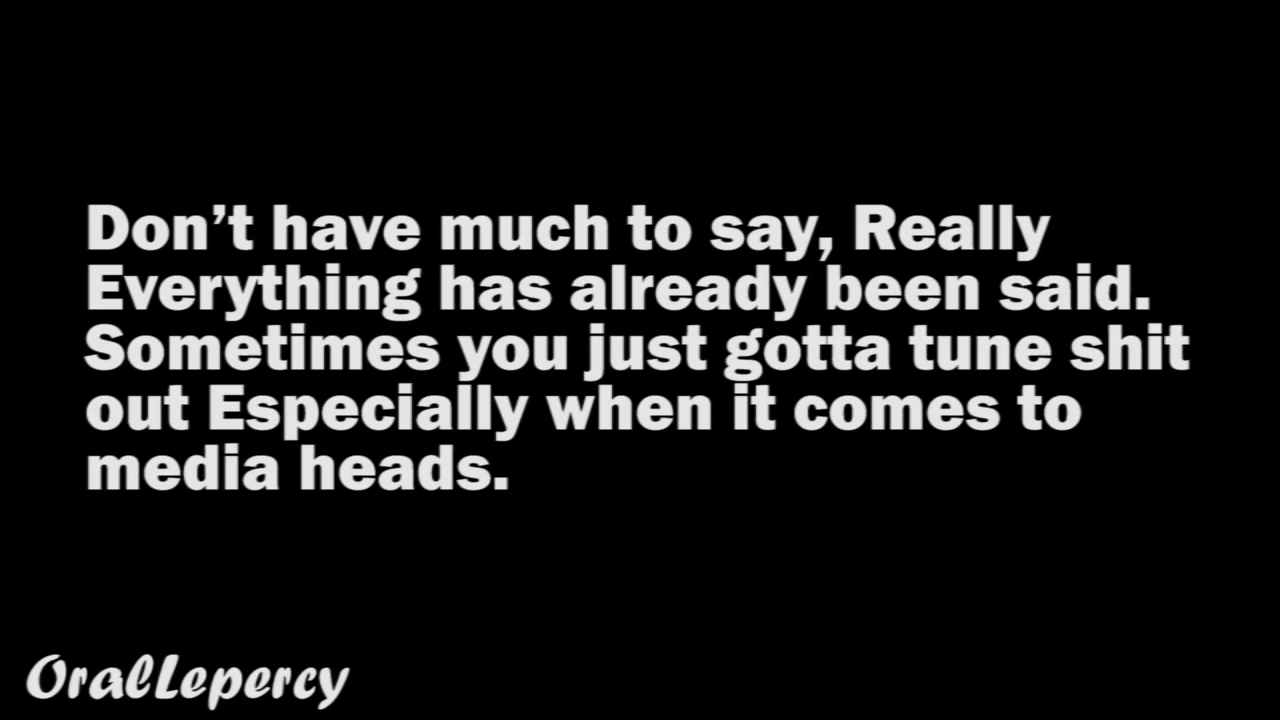 Don’t have much to say, Really
Everything has already been said.
Sometimes you just gotta tune shit
out Especially when it comes to
media heads.
OralLepercy